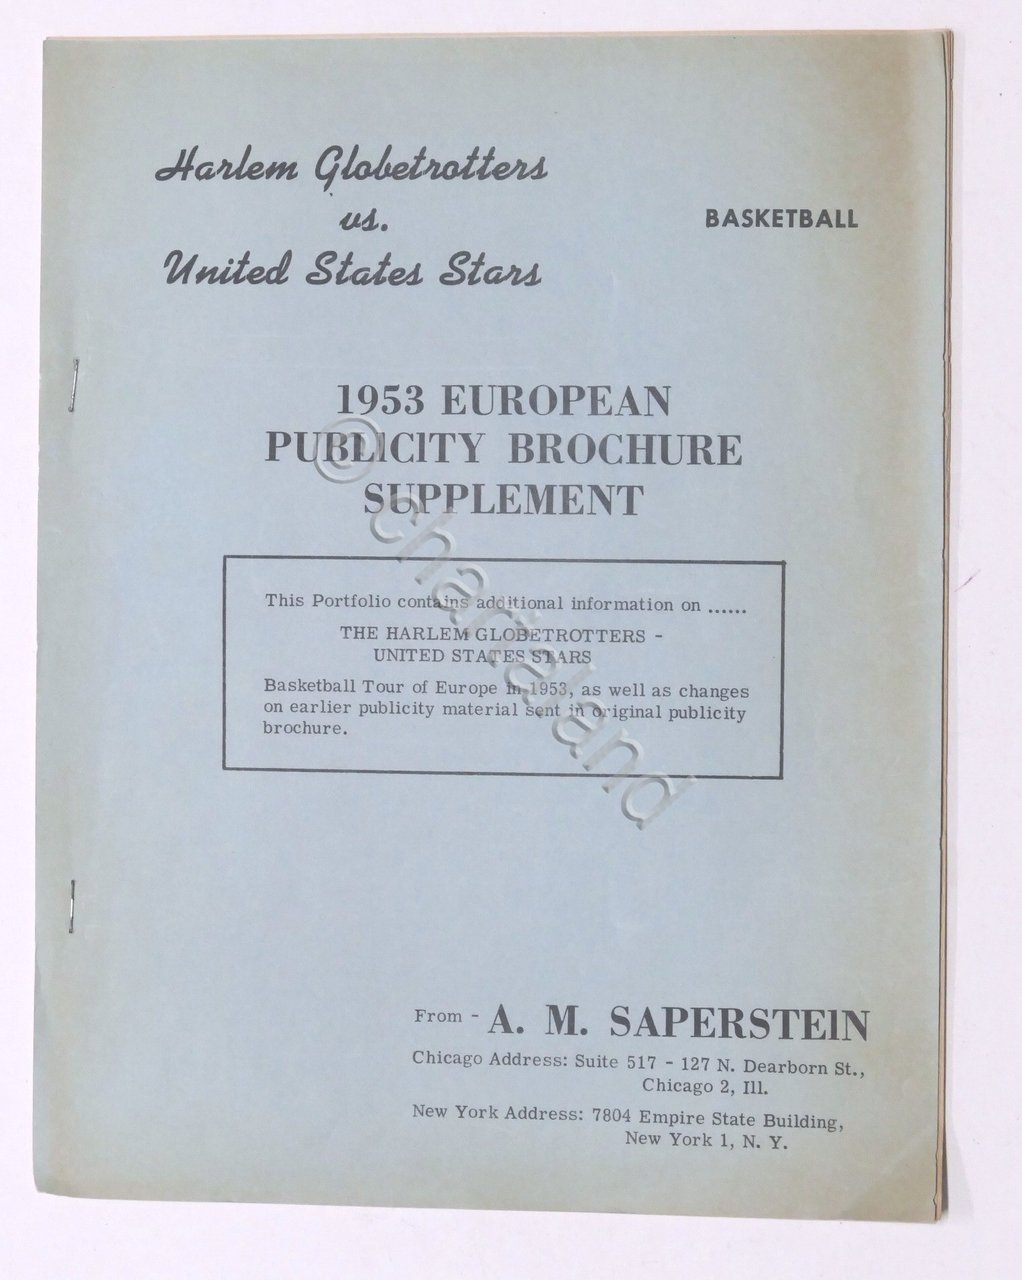 Harlem Globetrotters
vs.
United States Stars
BASKETBALL
1953 EUROPEAN
PUBLICITY BROCHURE
SUPPLEMENT
This Portfolio contains additional information on ......
THE HARLEM GLOBETROTTERS -
UNITED STATES STARS
Basketball Tour of Europe in 1953, as well as changes
on earlier publicity material sent in original publicity
brochure.
From - A. M. SAPERSTEIN
Chicago Address: Suite 517 - 127 N. Dearborn St.,
Chicago 2, Ill.
New York Address: 7804 Empire State Building,
New York 1, N. Y.
© chartaland